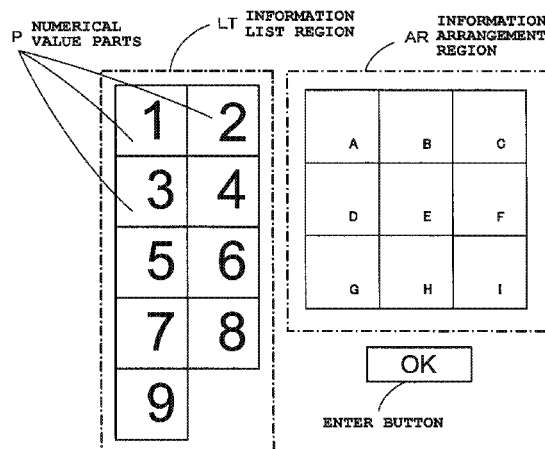 P NUMERICAL
VALUE PARTS
LT INFORMATION
LIST REGION
AR INFORMATION
ARRANGEMENT
REGION
1 2
3 4
5 6
7 8
9
A B C
D E F
G H I
OK
ENTER BUTTON